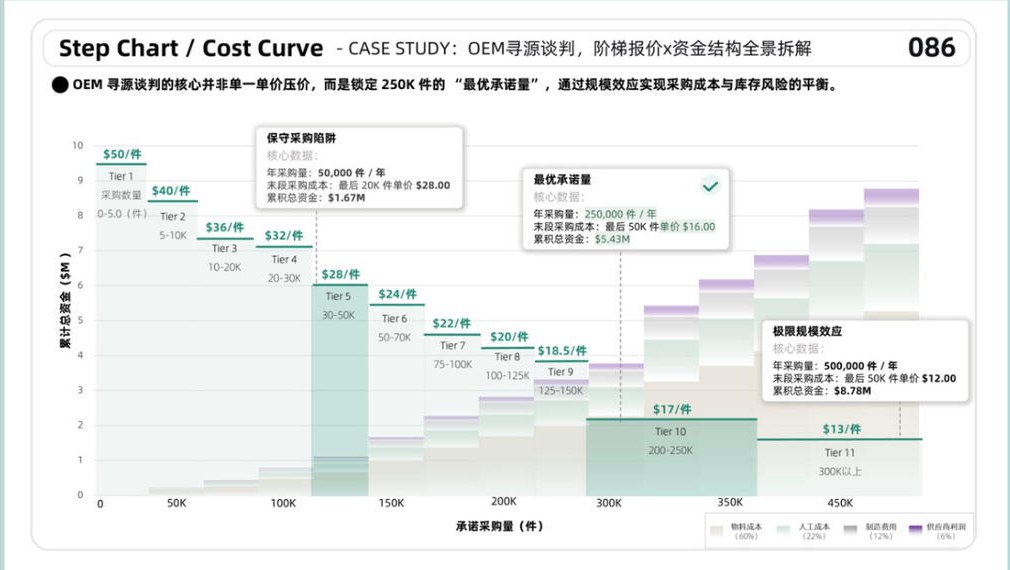 Step Chart / Cost Curve - CASE STUDY：OEM寻源谈判，阶梯报价x资金结构全景拆解
086
OEM 寻源谈判的核心并非单一单价压价，而是锁定 250K 件的 “最优承诺量”，通过规模效应实现采购成本与库存风险的平衡。
保守采购陷阱
核心数据：
年采购量：50,000 件 / 年
末段采购成本：最后 20K 件单价 $28.00
累积总资金：$1.67M
最优承诺量
核心数据：
年采购量：250,000 件 / 年
末段采购成本：最后 50K 件单价 $16.00
累积总资金：$5.43M
极限规模效应
核心数据：
年采购量：500,000 件 / 年
末段采购成本：最后 50K 件单价 $12.00
累积总资金：$8.78M
累计总资金（$M）
10
9
8
7
6
5
4
3
2
1
0
$50/件
Tier 1
采购数量
0-5.0（件）
$40/件
Tier 2
5-10K
$36/件
Tier 3
10-20K
$32/件
Tier 4
20-30K
$28/件
Tier 5
30-50K
$24/件
Tier 6
50-70K
$22/件
Tier 7
75-100K
$20/件
Tier 8
100-125K
$18.5/件
Tier 9
125-150K
$17/件
Tier 10
200-250K
$13/件
Tier 11
300K以上
0
50K
100K
150K
200K
300K
350K
450K
承诺采购量（件）
物料成本
（60%）
人工成本
（22%）
制造费用
（12%）
供应商利润
（6%）